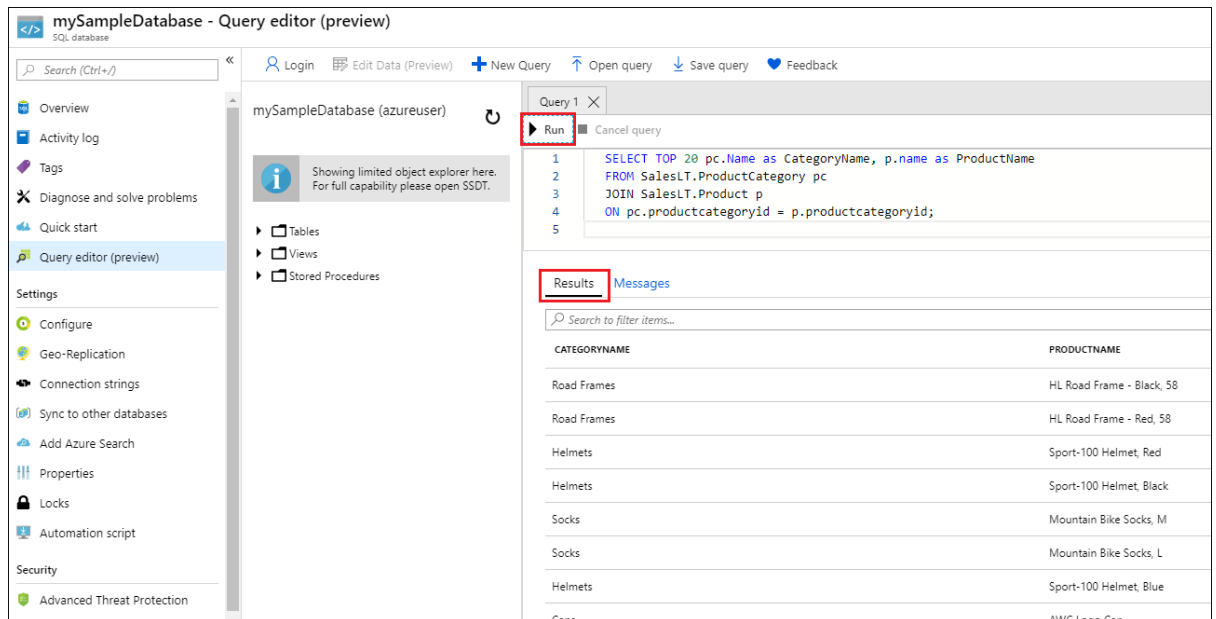 mySampleDatabase - Query editor (preview)
SQL database
Search (Ctrl+/)
«
Overview
Activity log
Tags
Diagnose and solve problems
Quick start
Query editor (preview)
Settings
Configure
Geo-Replication
Connection strings
Sync to other databases
Add Azure Search
Properties
Locks
Automation script
Security
Advanced Threat Protection
Login Edit Data (Preview) New Query Open query Save query Feedback
mySampleDatabase (azureuser)
Showing limited object explorer here.
For full capability please open SSDT.
Tables
Views
Stored Procedures
Query 1
Run Cancel query
1 SELECT TOP 20 pc.Name as CategoryName, p.name as ProductName
2 FROM SalesLT.ProductCategory pc
3 JOIN SalesLT.Product p
4 ON pc.productcategoryid = p.productcategoryid;
5
Results Messages
Search to filter items...
CATEGORYNAME PRODUCTNAME
Road Frames HL Road Frame - Black, 58
Road Frames HL Road Frame - Red, 58
Helmets Sport-100 Helmet, Red
Helmets Sport-100 Helmet, Black
Socks Mountain Bike Socks, M
Socks Mountain Bike Socks, L
Helmets Sport-100 Helmet, Blue